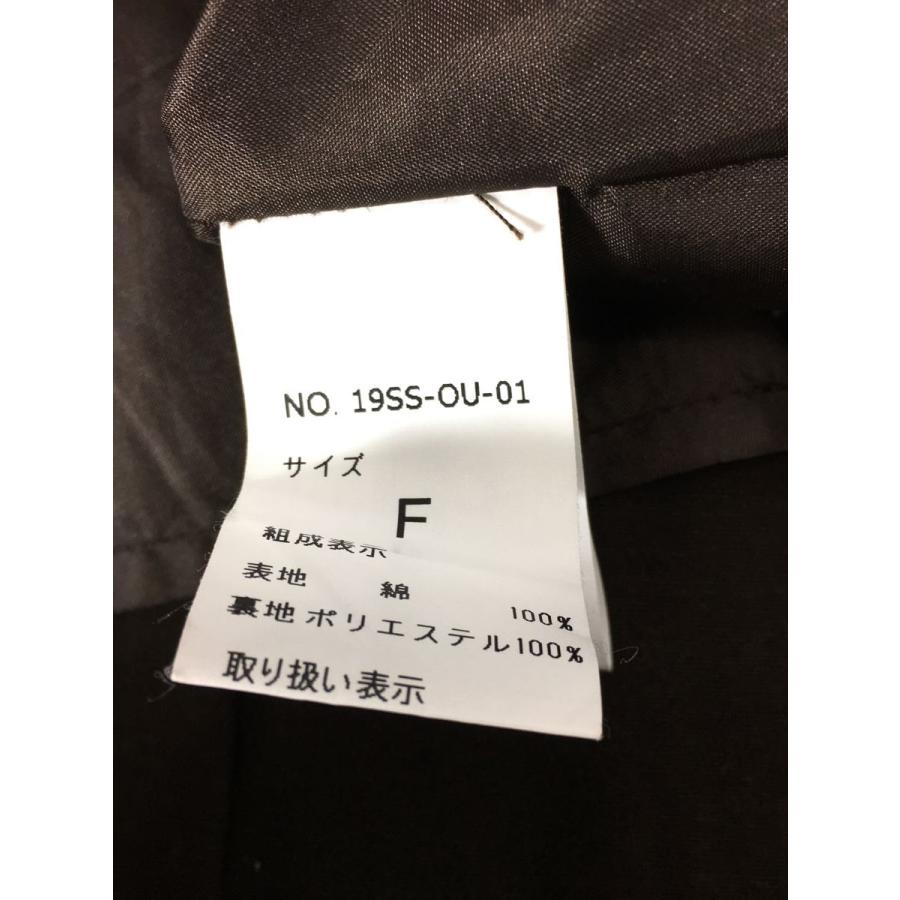 NO. 19SS-OU-01
サイズ
F
組成表示
表地 綿 100%
裏地 ポリエステル100%
取り扱い表示